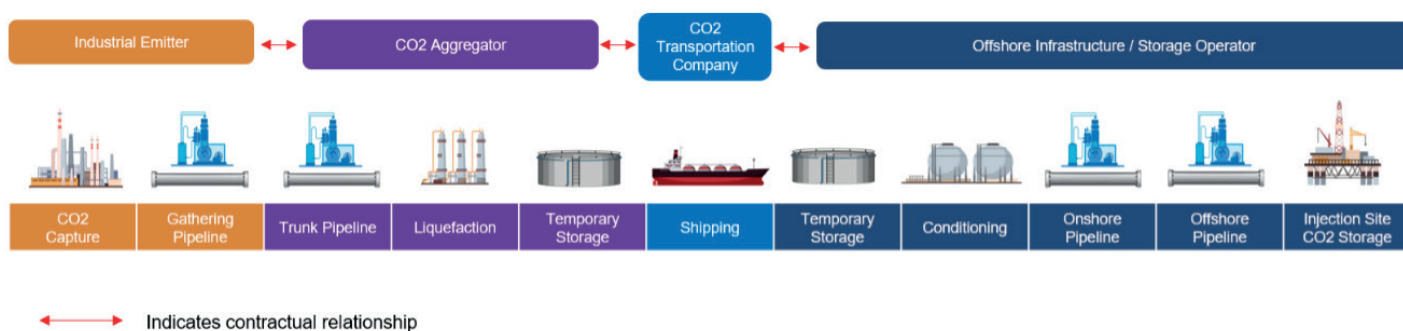 Industrial Emitter
CO2 Aggregator
CO2
Transportation
Company
Offshore Infrastructure / Storage Operator
CO2
Capture
Gathering
Pipeline
Trunk Pipeline
Liquefaction
Temporary
Storage
Shipping
Temporary
Storage
Conditioning
Onshore
Pipeline
Offshore
Pipeline
Injection Site
CO2 Storage
Indicates contractual relationship